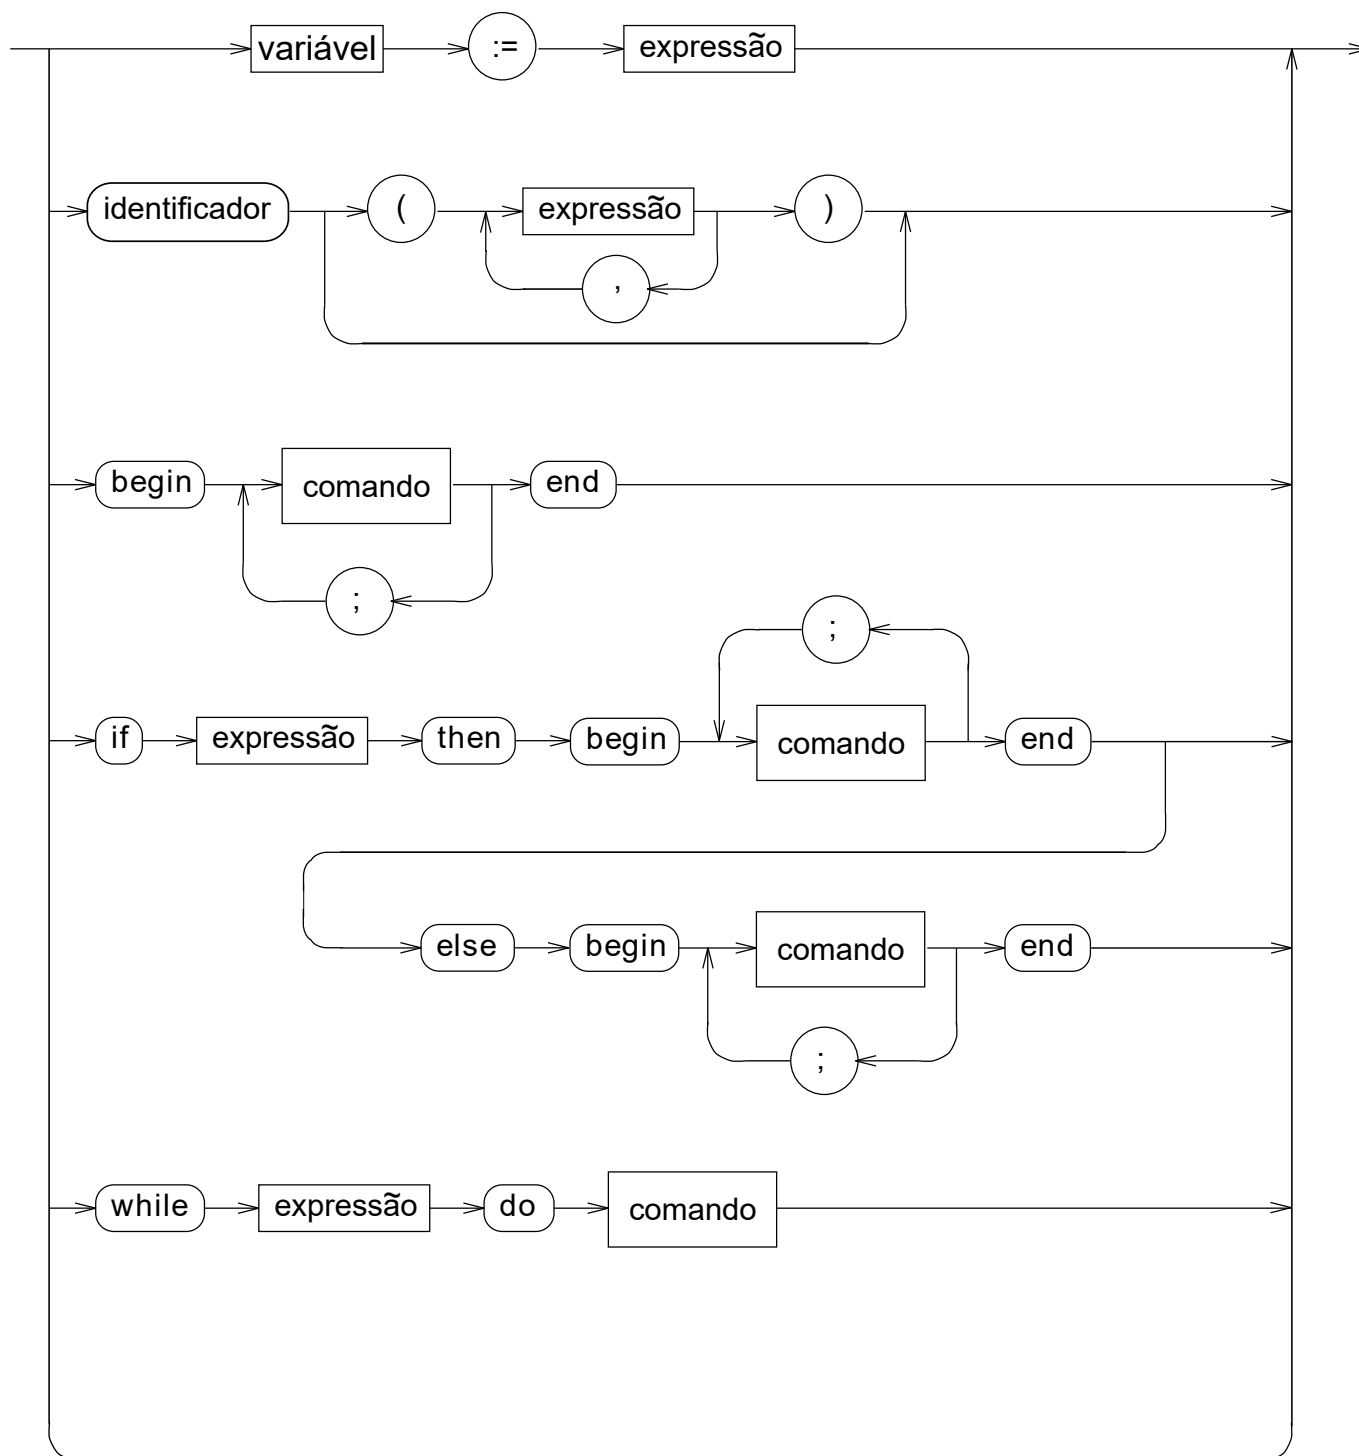 variável := expressão
identificador ( expressão )
,
begin comando end
;
;
if expressão then begin comando end
else begin comando end
;
while expressão do comando